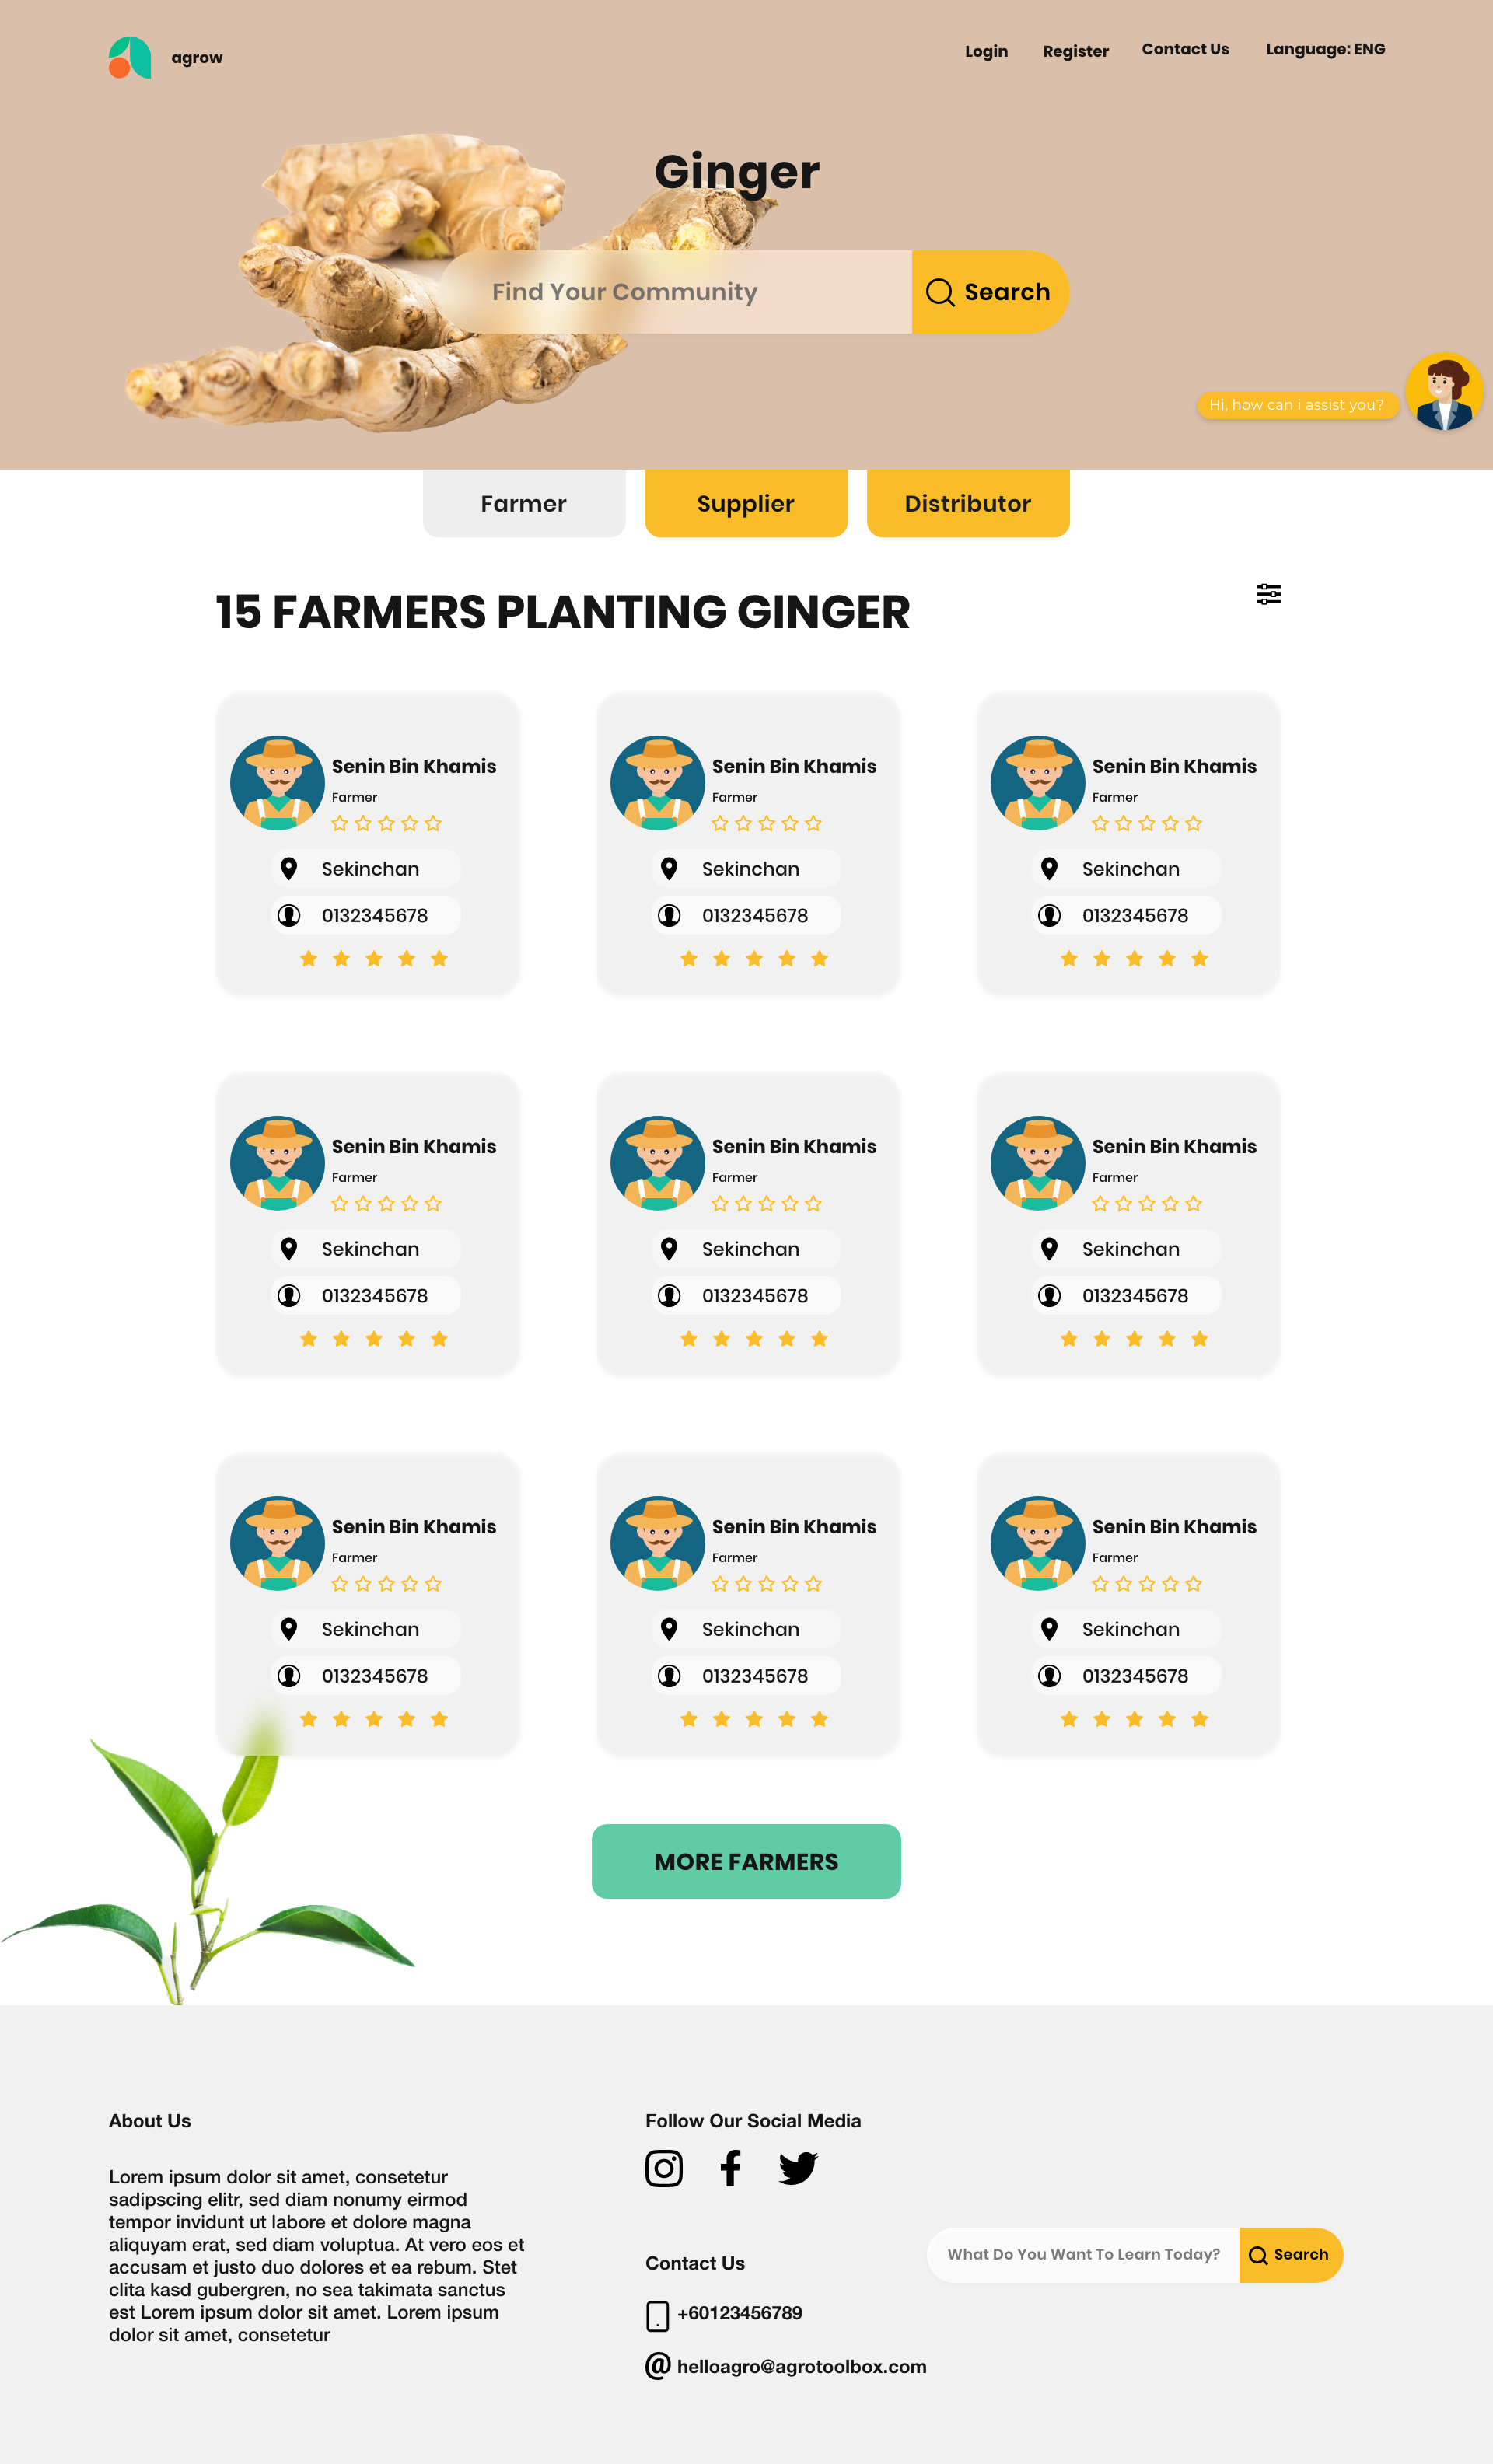 agrow
Login Register Contact Us Language: ENG
Ginger
Find Your Community Search
Hi, how can i assist you?
Farmer Supplier Distributor
15 FARMERS PLANTING GINGER
Senin Bin Khamis
Farmer
Sekinchan
0132345678
Senin Bin Khamis
Farmer
Sekinchan
0132345678
Senin Bin Khamis
Farmer
Sekinchan
0132345678
Senin Bin Khamis
Farmer
Sekinchan
0132345678
Senin Bin Khamis
Farmer
Sekinchan
0132345678
Senin Bin Khamis
Farmer
Sekinchan
0132345678
Senin Bin Khamis
Farmer
Sekinchan
0132345678
Senin Bin Khamis
Farmer
Sekinchan
0132345678
Senin Bin Khamis
Farmer
Sekinchan
0132345678
MORE FARMERS
About Us
Lorem ipsum dolor sit amet, consetetur
sadipscing elitr, sed diam nonumy eirmod
tempor invidunt ut labore et dolore magna
aliquyam erat, sed diam voluptua. At vero eos et
accusam et justo duo dolores et ea rebum. Stet
clita kasd gubergren, no sea takimata sanctus
est Lorem ipsum dolor sit amet. Lorem ipsum
dolor sit amet, consetetur
Follow Our Social Media
Contact Us
+60123456789
helloagro@agrotoolbox.com
What Do You Want To Learn Today? Search